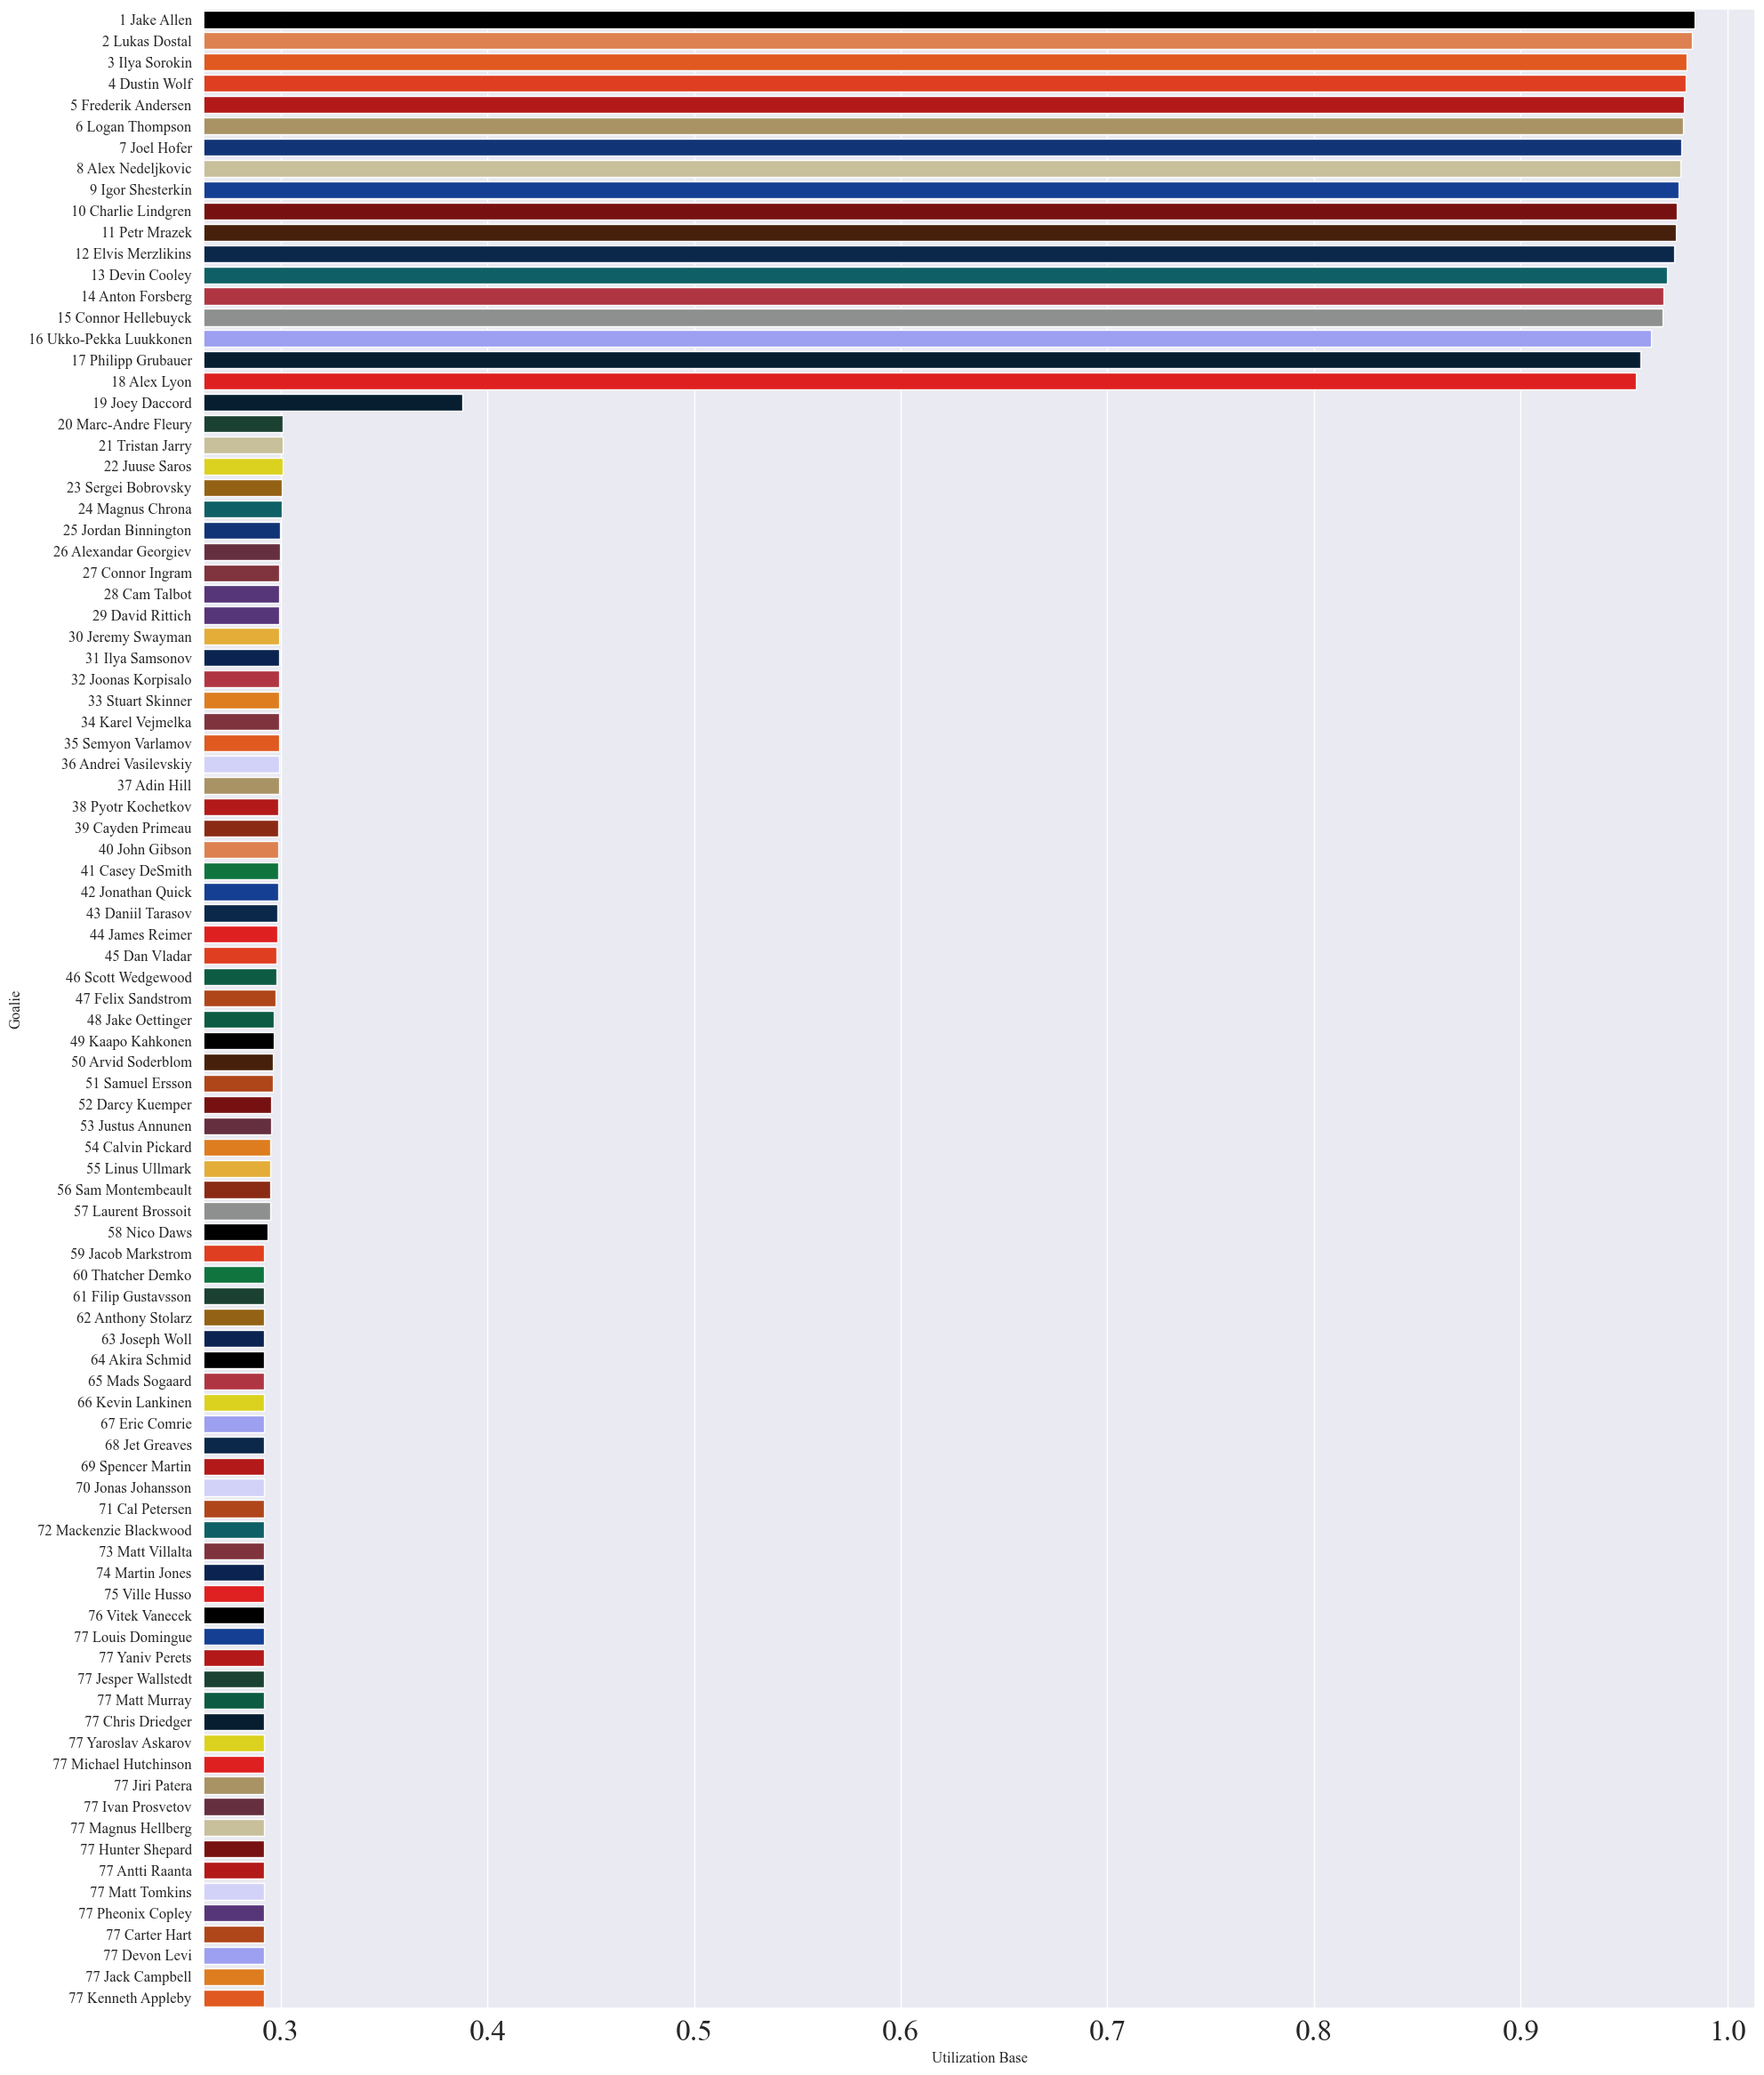 1 Jake Allen
2 Lukas Dostal
3 Ilya Sorokin
4 Dustin Wolf
5 Frederik Andersen
6 Logan Thompson
7 Joel Hofer
8 Alex Nedeljkovic
9 Igor Shesterkin
10 Charlie Lindgren
11 Petr Mrazek
12 Elvis Merzlikins
13 Devin Cooley
14 Anton Forsberg
15 Connor Hellebuyck
16 Ukko-Pekka Luukkonen
17 Philipp Grubauer
18 Alex Lyon
19 Joey Daccord
20 Marc-Andre Fleury
21 Tristan Jarry
22 Juuse Saros
23 Sergei Bobrovsky
24 Magnus Chrona
25 Jordan Binnington
26 Alexandar Georgiev
27 Connor Ingram
28 Cam Talbot
29 David Rittich
30 Jeremy Swayman
31 Ilya Samsonov
32 Joonas Korpisalo
33 Stuart Skinner
34 Karel Vejmelka
35 Semyon Varlamov
36 Andrei Vasilevskiy
37 Adin Hill
38 Pyotr Kochetkov
39 Cayden Primeau
40 John Gibson
41 Casey DeSmith
42 Jonathan Quick
43 Daniil Tarasov
44 James Reimer
45 Dan Vladar
46 Scott Wedgewood
47 Felix Sandstrom
48 Jake Oettinger
49 Kaapo Kahkonen
50 Arvid Soderblom
51 Samuel Ersson
52 Darcy Kuemper
53 Justus Annunen
54 Calvin Pickard
55 Linus Ullmark
56 Sam Montembeault
57 Laurent Brossoit
58 Nico Daws
59 Jacob Markstrom
60 Thatcher Demko
61 Filip Gustavsson
62 Anthony Stolarz
63 Joseph Woll
64 Akira Schmid
65 Mads Sogaard
66 Kevin Lankinen
67 Eric Comrie
68 Jet Greaves
69 Spencer Martin
70 Jonas Johansson
71 Cal Petersen
72 Mackenzie Blackwood
73 Matt Villalta
74 Martin Jones
75 Ville Husso
76 Vitek Vanecek
77 Louis Domingue
77 Yaniv Perets
77 Jesper Wallstedt
77 Matt Murray
77 Chris Driedger
77 Yaroslav Askarov
77 Michael Hutchinson
77 Jiri Patera
77 Ivan Prosvetov
77 Magnus Hellberg
77 Hunter Shepard
77 Antti Raanta
77 Matt Tomkins
77 Pheonix Copley
77 Carter Hart
77 Devon Levi
77 Jack Campbell
77 Kenneth Appleby
Goalie
0.3 0.4 0.5 0.6 0.7 0.8 0.9 1.0
Utilization Base